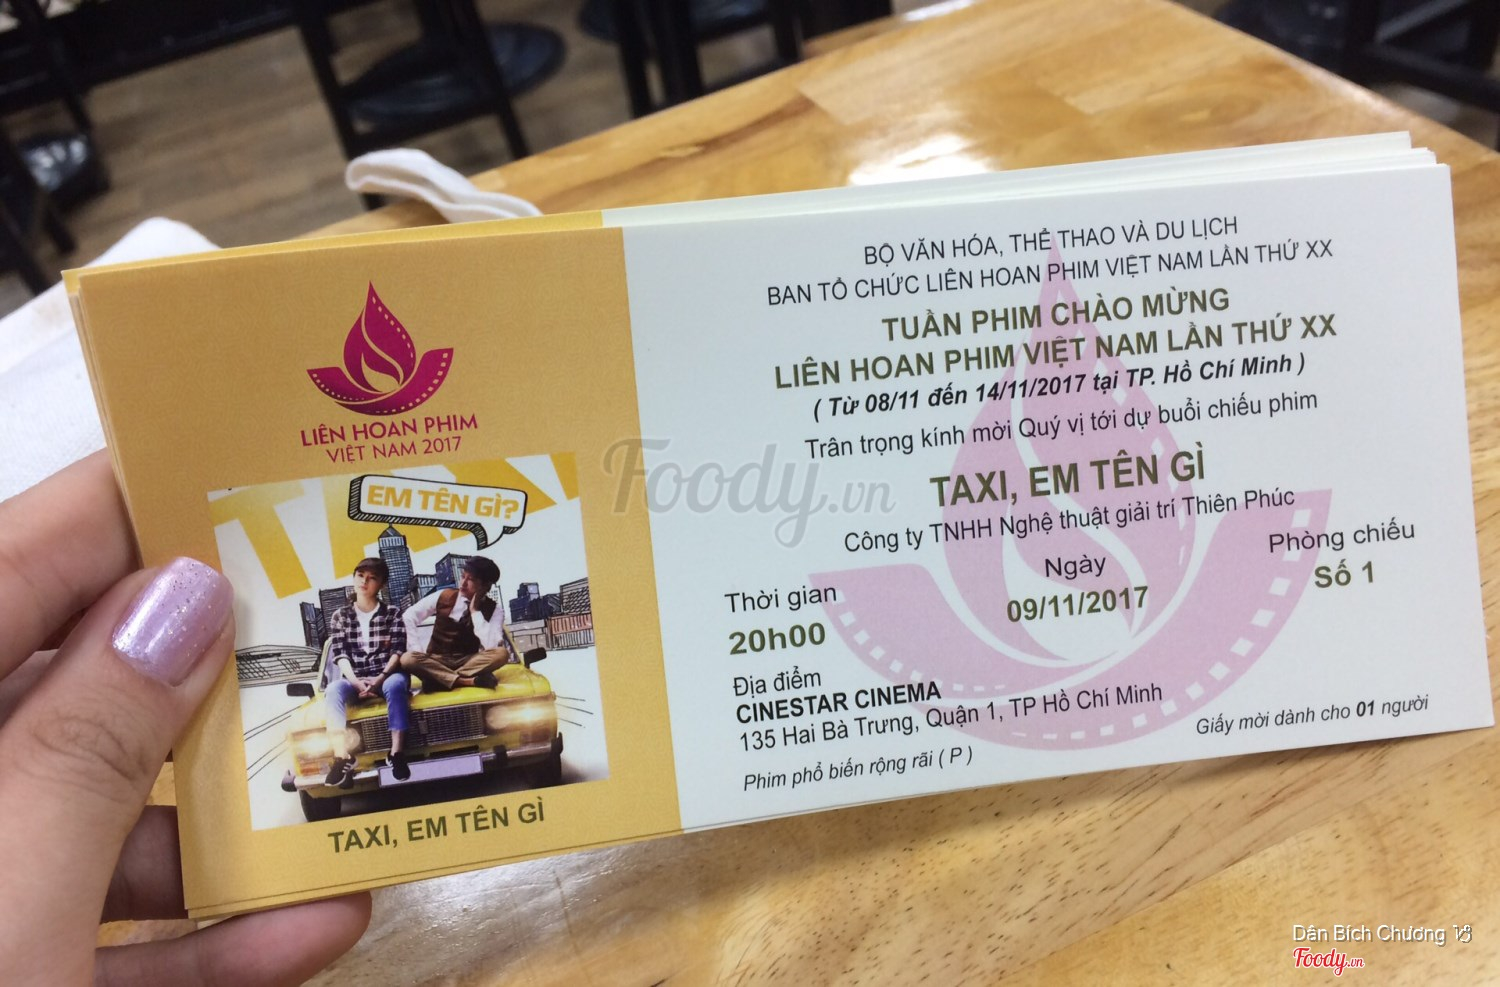 LIÊN HOAN PHIM
VIỆT NAM 2017
TAXI
EM TÊN GÌ?
TAXI, EM TÊN GÌ
BỘ VĂN HÓA, THỂ THAO VÀ DU LỊCH
BAN TỔ CHỨC LIÊN HOAN PHIM VIỆT NAM LẦN THỨ XX
TUẦN PHIM CHÀO MỪNG
LIÊN HOAN PHIM VIỆT NAM LẦN THỨ XX
( Từ 08/11 đến 14/11/2017 tại TP. Hồ Chí Minh )
Trân trọng kính mời Quý vị tới dự buổi chiếu phim
TAXI, EM TÊN GÌ
Công ty TNHH Nghệ thuật giải trí Thiên Phúc
Thời gian
20h00
Ngày
09/11/2017
Phòng chiếu
Số 1
Địa điểm
CINESTAR CINEMA
135 Hai Bà Trưng, Quận 1, TP Hồ Chí Minh
Phim phổ biến rộng rãi ( P )
Giấy mời dành cho 01 người
Foody.vn
Dân Bích Chương
Foody.vn